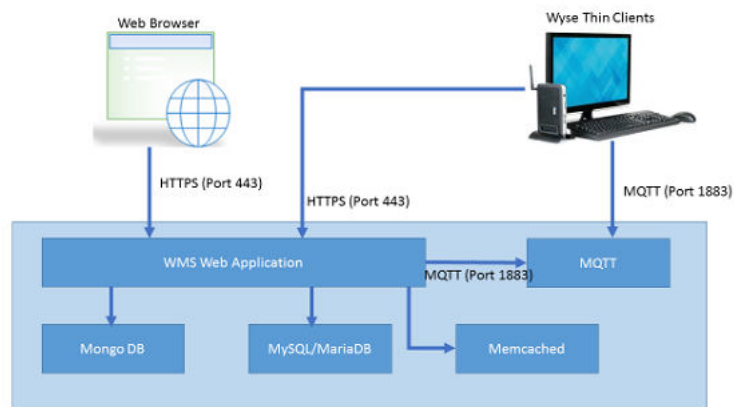 Web Browser
Wyse Thin Clients
HTTPS (Port 443)
HTTPS (Port 443)
MQTT (Port 1883)
WMS Web Application
MQTT (Port 1883)
MQTT
Mongo DB
MySQL/MariaDB
Memcached